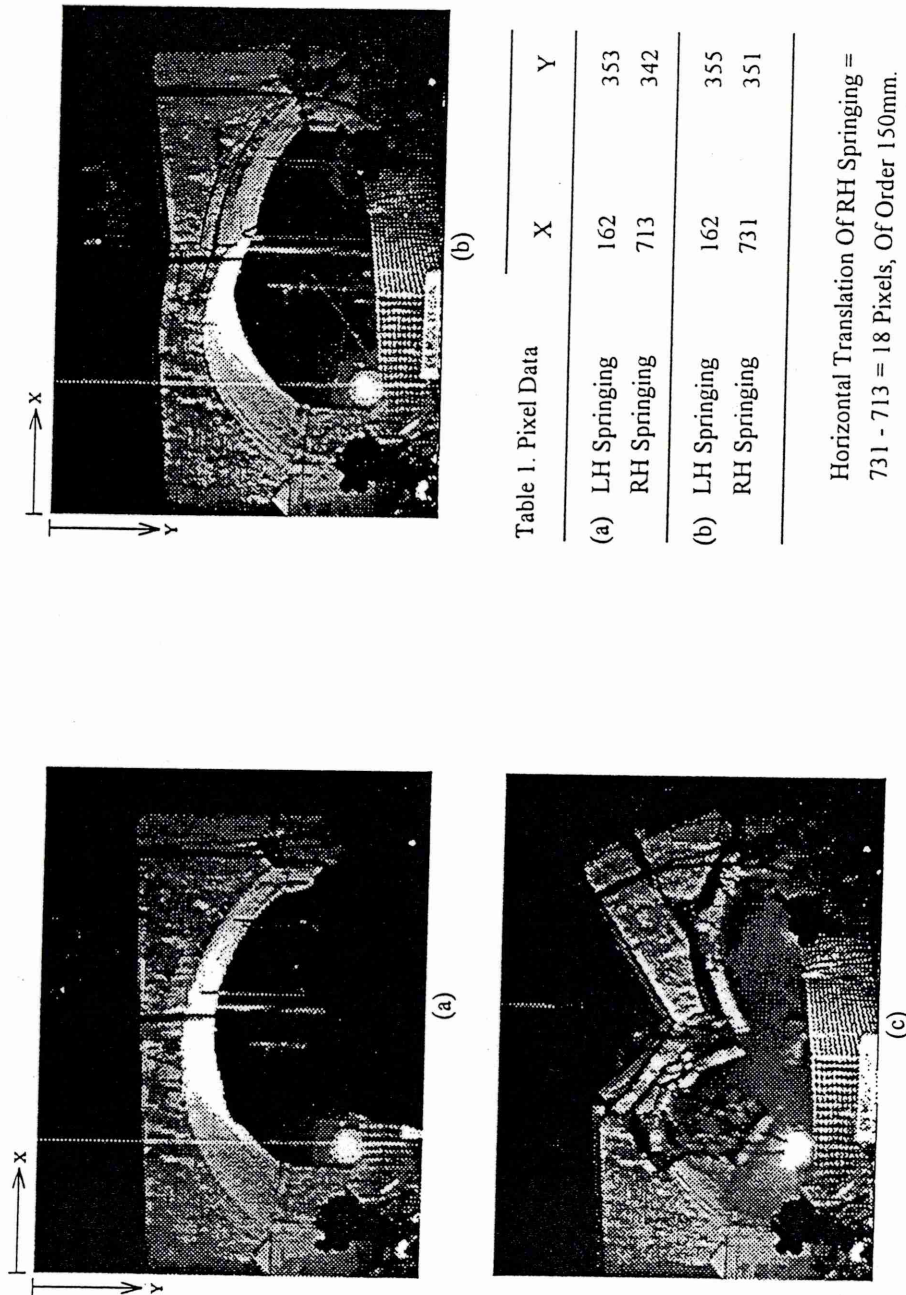 X
Y
(a)
X
Y
(b)
(c)
Table 1. Pixel Data
X Y
(a) LH Springing 162 353
RH Springing 713 342
(b) LH Springing 162 355
RH Springing 731 351
Horizontal Translation Of RH Springing =
731 - 713 = 18 Pixels, Of Order 150mm.